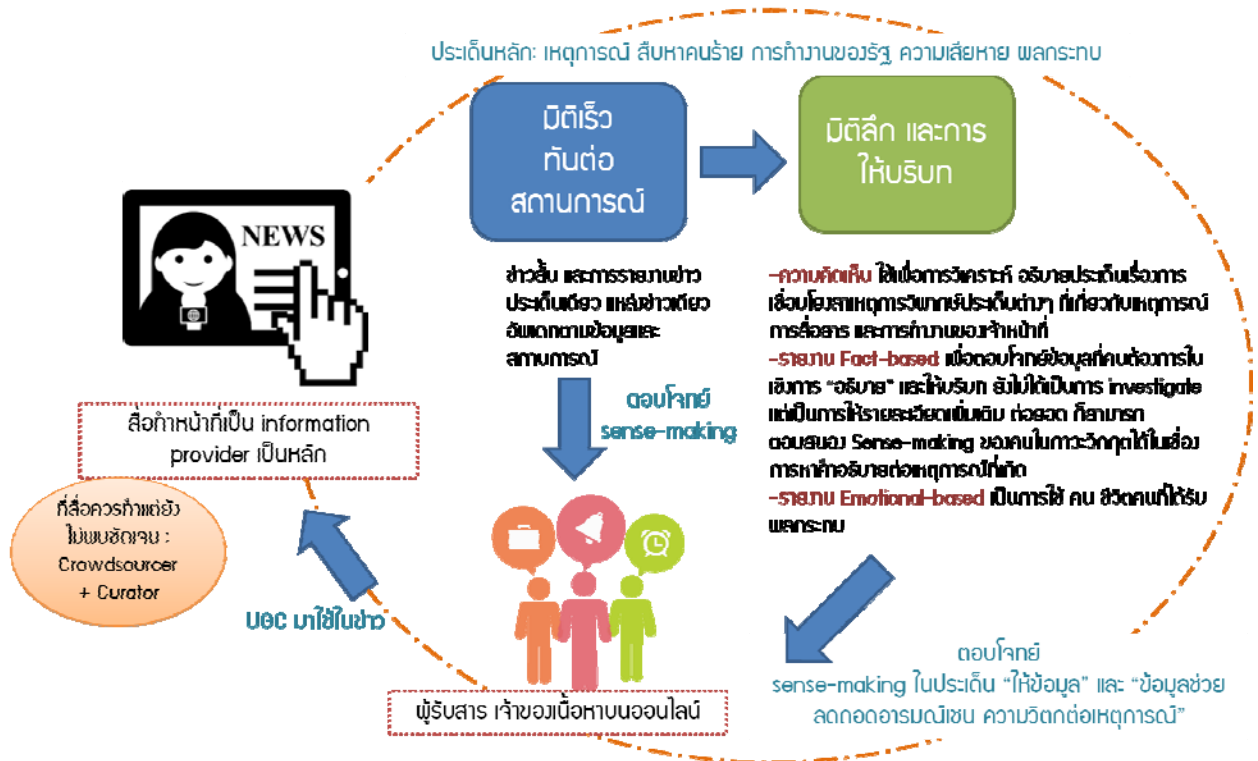 ประเด็นหลัก: เหตุการณ์ สืบหาคนร้าย การทำงานของรัฐ ความเสียหาย ผลกระทบ
มิติเร็ว
ทันต่อ
สถานการณ์
มิติลึก และการ
ให้บริบท
NEWS
ข่าวสั้น และการรายงานข่าว
ประเด็นเดียว แหล่งข่าวเดียว
อัพเดทตามข้อมูลและ
สถานการณ์
ตอบโจทย์
sense-making
-ความคิดเห็น ใช้เพื่อการวิเคราะห์ อธิบายประเด็นเรื่องการ
เชื่อมโยงสาเหตุการวิพากษ์ประเด็นต่างๆ ที่เกี่ยวกับเหตุการณ์
การสื่อสาร และการทำงานของเจ้าหน้าที่
-รายงาน Fact-based เพื่อตอบโจทย์ข้อมูลที่คนต้องการใน
เชิงการ “อธิบาย” และให้บริบท ยังไม่ได้เป็นการ investigate
แต่เป็นการให้รายละเอียดเพิ่มเติม ต่อยอด ก็สามารถ
ตอบสนอง Sense-making ของคนในภาวะวิกฤตได้ในเรื่อง
การหาคำอธิบายต่อเหตุการณ์ที่เกิด
-รายงาน Emotional-based เป็นการใช้ คน ชีวิตคนที่ได้รับ
ผลกระทบ
สื่อทำหน้าที่เป็น information
provider เป็นหลัก
ที่สื่อควรทำแต่ยัง
ไม่พบชัดเจน :
Crowdsourcer
+ Curator
UGC มาใช้ในข่าว
ผู้รับสาร เจ้าของเนื้อหาบนออนไลน์
ตอบโจทย์
sense-making ในประเด็น “ให้ข้อมูล” และ “ข้อมูลช่วย
ลดทอดอารมณ์เชน ความวิตกต่อเหตุการณ์”